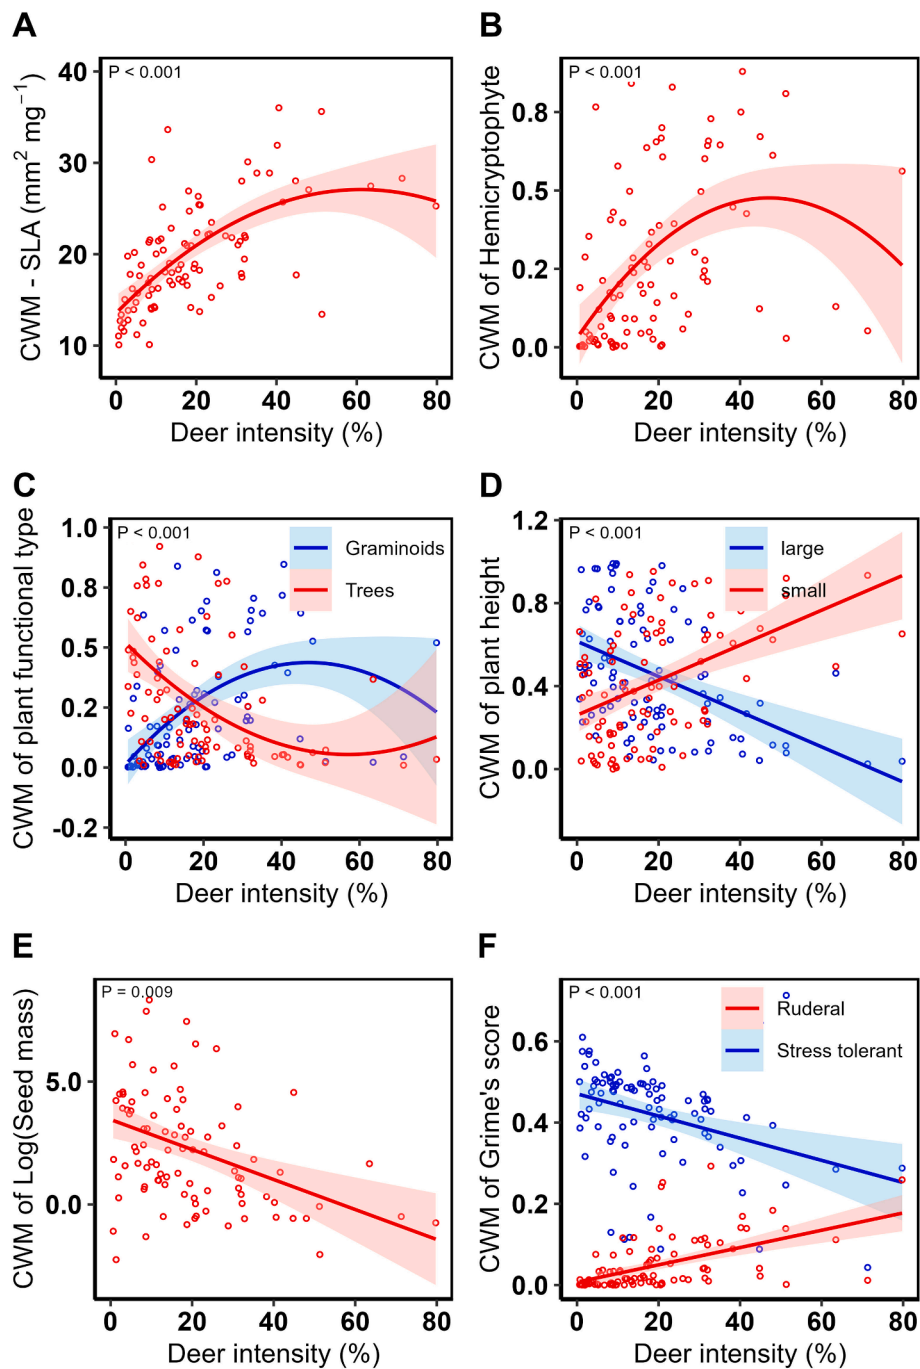 A
P < 0.001
CWM - SLA (mm² mg⁻¹)
40
30
20
10
0 20 40 60 80
Deer intensity (%)
B
P < 0.001
CWM of Hemicryptophyte
0.8
0.5
0.2
0.0
0 20 40 60 80
Deer intensity (%)
C
P < 0.001
Graminoids
Trees
CWM of plant functional type
1.0
0.8
0.5
0.2
0.0
-0.2
0 20 40 60 80
Deer intensity (%)
D
P < 0.001
large
small
CWM of plant height
1.2
0.8
0.4
0.0
0 20 40 60 80
Deer intensity (%)
E
P = 0.009
CWM of Log(Seed mass)
5.0
0.0
0 20 40 60 80
Deer intensity (%)
F
P < 0.001
Ruderal
Stress tolerant
CWM of Grime's score
0.6
0.4
0.2
0.0
0 20 40 60 80
Deer intensity (%)